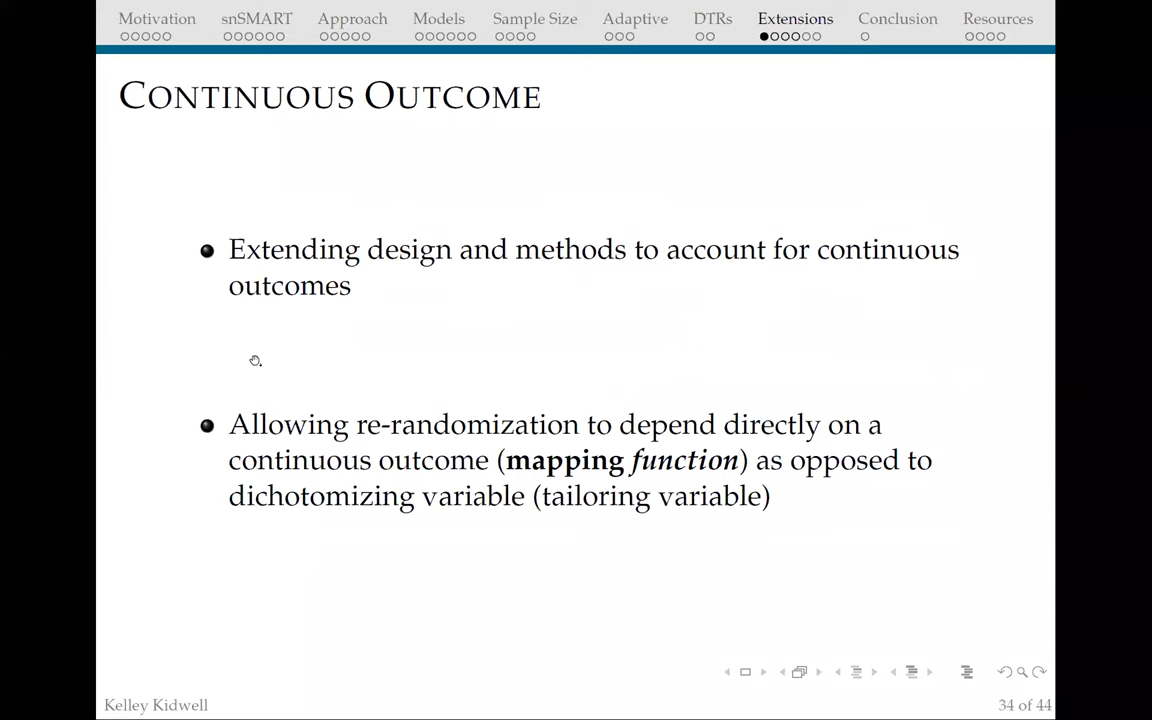 Motivation snSMART Approach Models Sample Size Adaptive DTRs Extensions Conclusion Resources
CONTINUOUS OUTCOME
Extending design and methods to account for continuous
outcomes
Allowing re-randomization to depend directly on a
continuous outcome (mapping function) as opposed to
dichotomizing variable (tailoring variable)
Kelley Kidwell 34 of 44